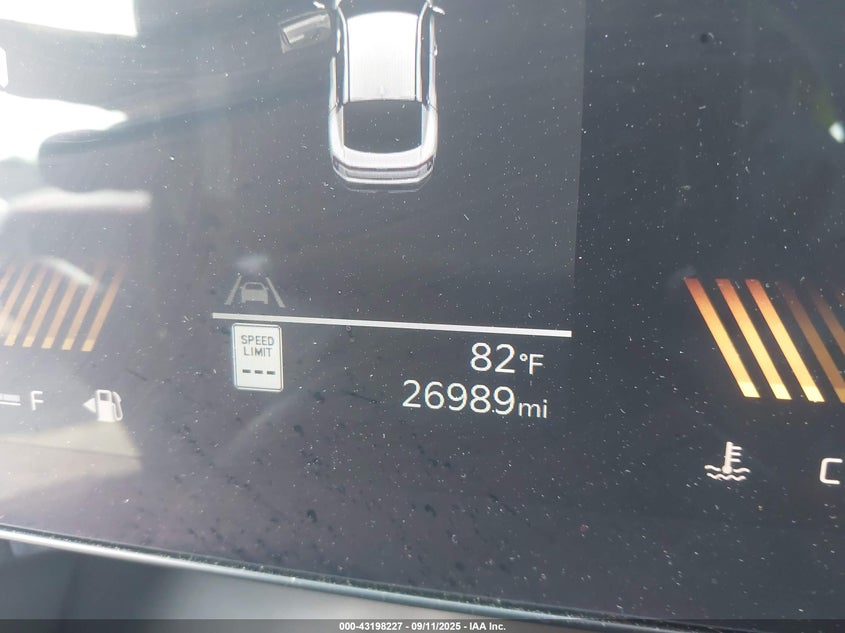 SPEED
LIMIT
---
82°F
26989mi
F
C
000-43198227 - 09/11/2025 - IAA Inc.